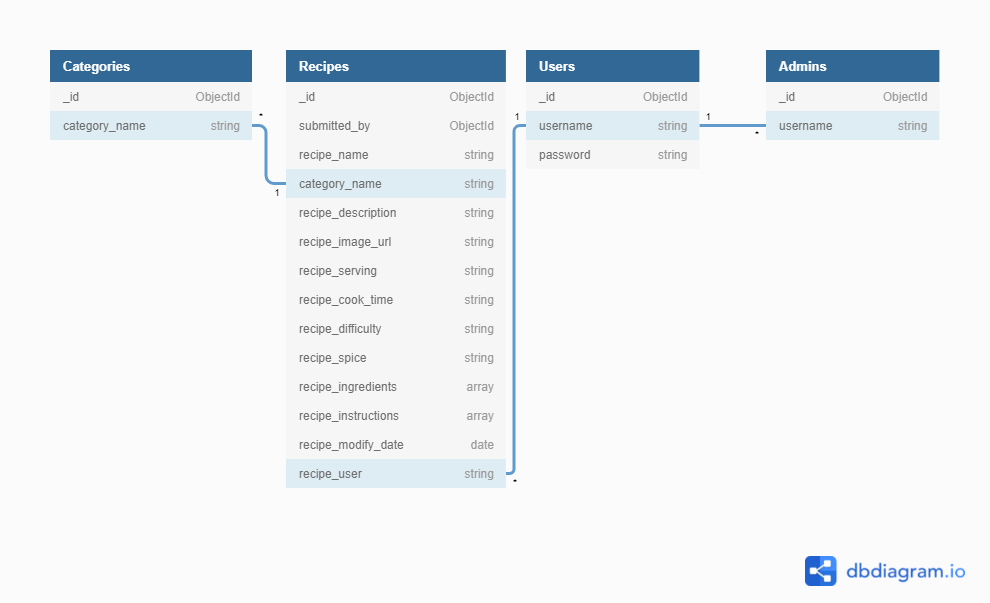 Categories
_id ObjectId
category_name string
*
1
Recipes
_id ObjectId
submitted_by ObjectId
recipe_name string
category_name string
recipe_description string
recipe_image_url string
recipe_serving string
recipe_cook_time string
recipe_difficulty string
recipe_spice string
recipe_ingredients array
recipe_instructions array
recipe_modify_date date
recipe_user string
1
*
Users
_id ObjectId
username string
password string
1
*
Admins
_id ObjectId
username string
dbdiagram.io